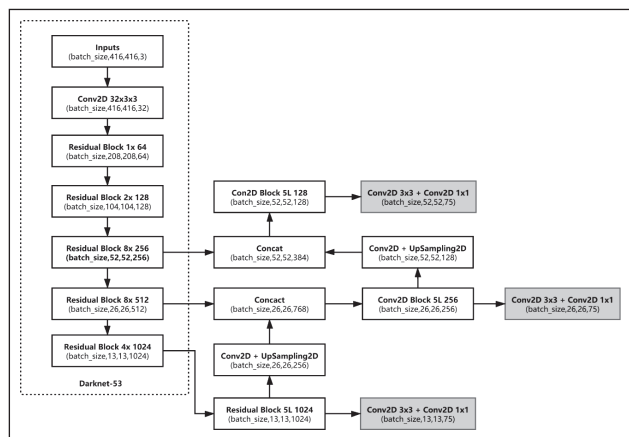 Inputs
(batch_size,416,416,3)
Conv2D 32x3x3
(batch_size,416,416,32)
Residual Block 1x 64
(batch_size,208,208,64)
Residual Block 2x 128
(batch_size,104,104,128)
Residual Block 8x 256
(batch_size,52,52,256)
Residual Block 8x 512
(batch_size,26,26,512)
Residual Block 4x 1024
(batch_size,13,13,1024)
Darknet-53
Con2D Block 5L 128
(batch_size,52,52,128)
Conv2D 3x3 + Conv2D 1x1
(batch_size,52,52,75)
Concat
(batch_size,52,52,384)
Conv2D + UpSampling2D
(batch_size,52,52,128)
Concact
(batch_size,26,26,768)
Conv2D Block 5L 256
(batch_size,26,26,256)
Conv2D 3x3 + Conv2D 1x1
(batch_size,26,26,75)
Conv2D + UpSampling2D
(batch_size,26,26,256)
Residual Block 5L 1024
(batch_size,13,13,1024)
Conv2D 3x3 + Conv2D 1x1
(batch_size,13,13,75)